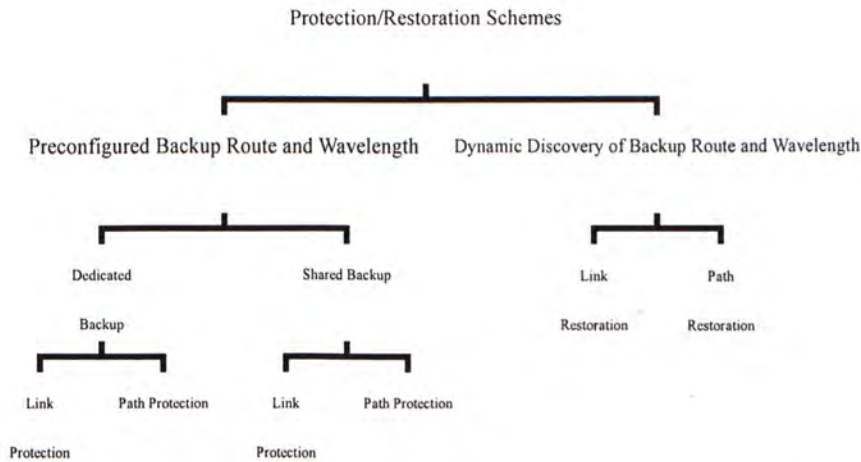 Protection/Restoration Schemes
Preconfigured Backup Route and Wavelength
Dynamic Discovery of Backup Route and Wavelength
Dedicated
Backup
Shared Backup
Link
Restoration
Path
Restoration
Link
Protection
Path Protection
Link
Protection
Path Protection